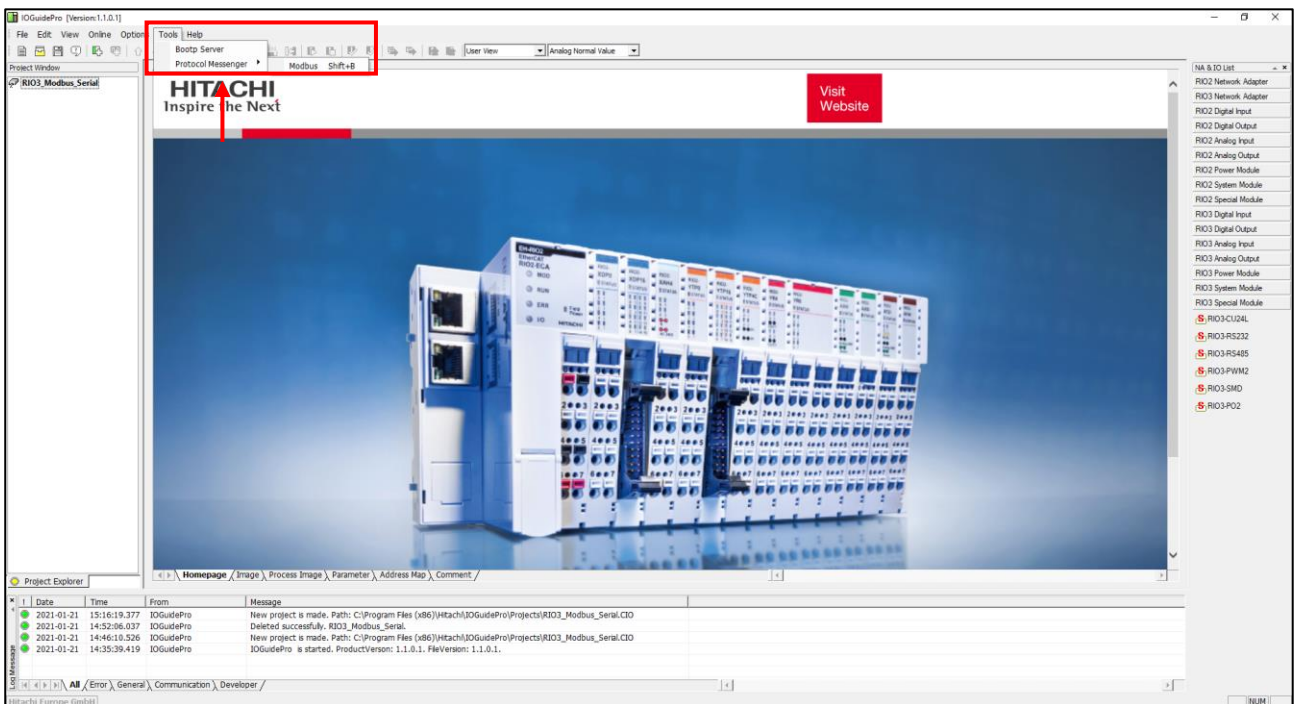 IOGuidePro [Version:1.1.0.1]
File Edit View Online Option Tools Help
Bootp Server
Protocol Messenger
Modbus Shift+B
User View
Analog Normal Value
Project Window
RIO3_Modbus_Serial
HITACHI
Inspire the Next
Visit
Website
NA & IO List
RIO2 Network Adapter
RIO3 Network Adapter
RIO2 Digital Input
RIO2 Digital Output
RIO2 Analog Input
RIO2 Analog Output
RIO2 Power Module
RIO2 System Module
RIO2 Special Module
RIO3 Digital Input
RIO3 Digital Output
RIO3 Analog Input
RIO3 Analog Output
RIO3 Power Module
RIO3 System Module
RIO3 Special Module
RIO3-CU24L
RIO3-RS232
RIO3-RS485
RIO3-PWM2
RIO3-SMD
RIO3-PO2
EH-RIO2
EtherCAT
RIO2-ECA
MOD
RUN
ERR
I/O
HITACHI
Project Explorer
Homepage Image Process Image Parameter Address Map Comment
! Date Time From Message
2021-01-21 15:16:19.377 IOGuidePro New project is made. Path: C:\Program Files (x86)\Hitachi\IOGuidePro\Projects\RIO3_Modbus_Serial.CIO
2021-01-21 14:52:06.037 IOGuidePro Deleted successfully. RIO3_Modbus_Serial.
2021-01-21 14:46:10.526 IOGuidePro New project is made. Path: C:\Program Files (x86)\Hitachi\IOGuidePro\Projects\RIO3_Modbus_Serial.CIO
2021-01-21 14:35:39.419 IOGuidePro IOGuidePro is started. ProductVerson: 1.1.0.1. FileVersion: 1.1.0.1.
Log Message
All Error General Communication Developer
Hitachi Europe GmbH
NUM